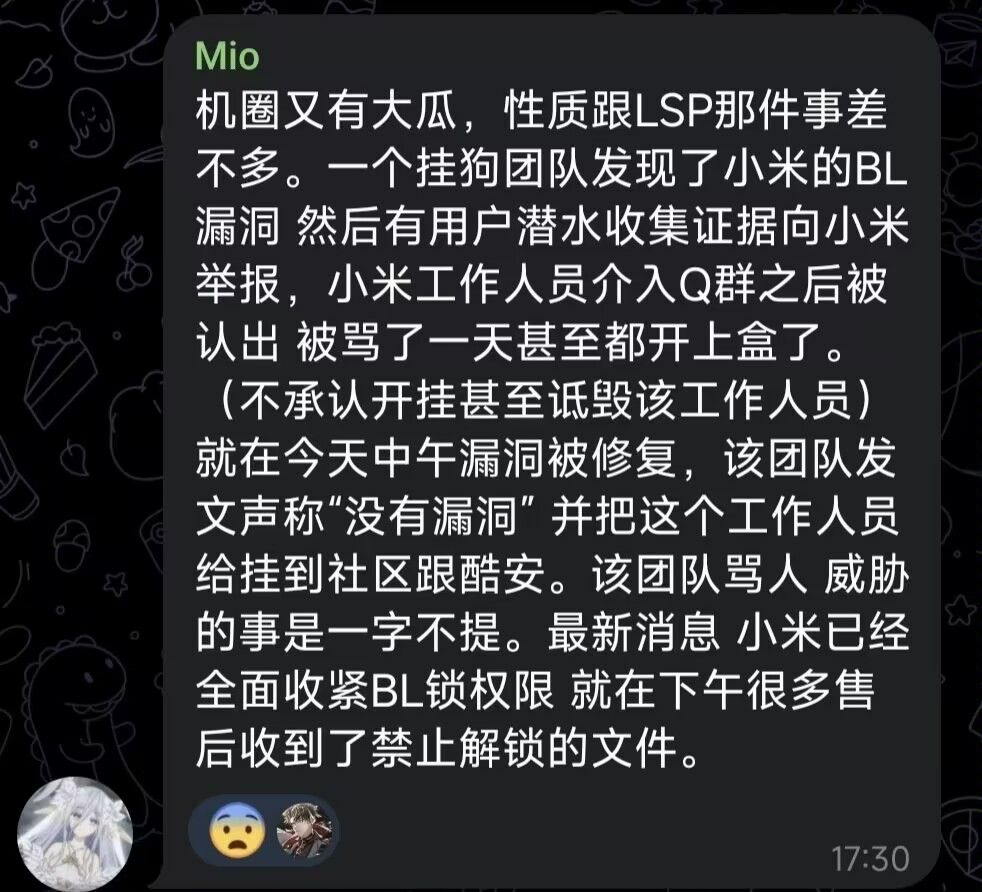 Mio
机圈又有大瓜，性质跟LSP那件事差
不多。一个挂狗团队发现了小米的BL
漏洞 然后有用户潜水收集证据向小米
举报，小米工作人员介入Q群之后被
认出 被骂了一天甚至都开上盒了。
（不承认开挂甚至诋毁该工作人员）
就在今天中午漏洞被修复，该团队发
文声称“没有漏洞” 并把这个工作人员
给挂到社区跟酷安。该团队骂人 威胁
的事是一字不提。最新消息 小米已经
全面收紧BL锁权限 就在下午很多售
后收到了禁止解锁的文件。
17:30